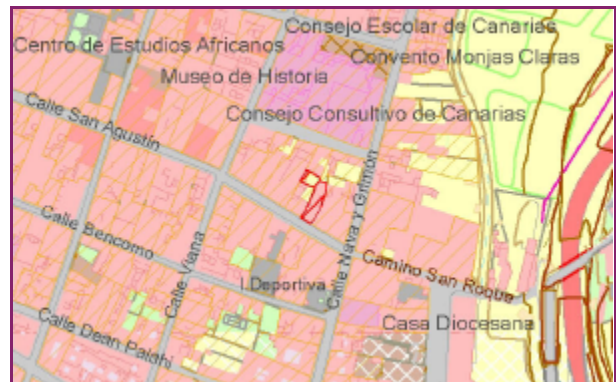 Consejo Escolar de Canarias
Centro de Estudios Africanos
Convento Monjas Claras
Museo de Historia
Consejo Consultivo de Canarias
Calle San Agustín
Calle Nava y Grimón
Calle Bencomo
Calle Viana
Camino San Roque
I.Deportiva
Casa Diocesana
Calle Dean Palahi